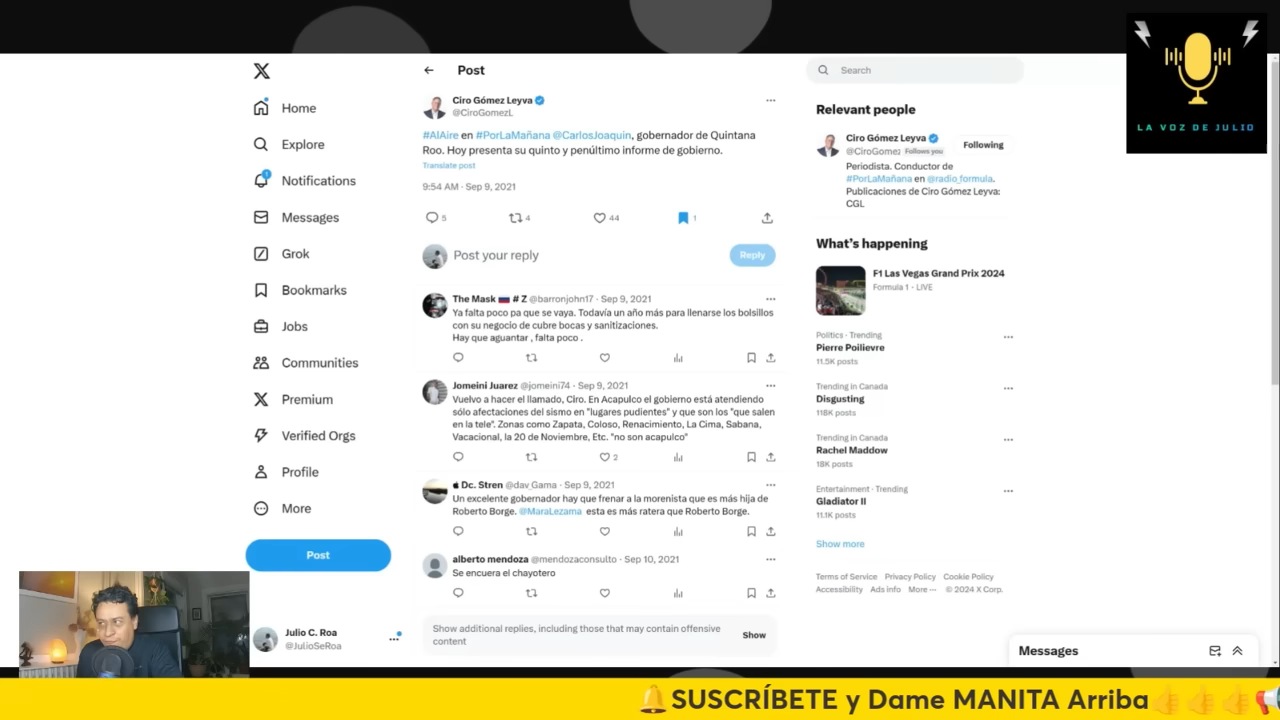 LA VOZ DE JULIO
Home
Explore
Notifications
Messages
Grok
Bookmarks
Jobs
Communities
Premium
Verified Orgs
Profile
More
Post
Julio C. Roa
@JulioSeRoa
Post
Ciro Gómez Leyva
@CiroGomezL
#AlAire en #PorLaMañana @CarlosJoaquin, gobernador de Quintana
Roo. Hoy presenta su quinto y penúltimo informe de gobierno.
Translate post
9:54 AM · Sep 9, 2021
5 4 44 1
Post your reply
Reply
The Mask # Z @barronjohn17 · Sep 9, 2021
Ya falta poco pa que se vaya. Todavía un año más para llenarse los bolsillos
con su negocio de cubre bocas y sanitizaciones.
Hay que aguantar , falta poco .
Jomeini Juarez @jomeini74 · Sep 9, 2021
Vuelvo a hacer el llamado, Ciro. En Acapulco el gobierno está atendiendo
sólo afectaciones del sismo en "lugares pudientes" y que son los "que salen
en la tele". Zonas como Zapata, Coloso, Renacimiento, La Cima, Sabana,
Vacacional, la 20 de Noviembre, Etc. "no son acapulco"
2
Dc. Stren @dav_Gama · Sep 9, 2021
Un excelente gobernador hay que frenar a la morenista que es más hija de
Roberto Borge. @MaraLezama esta es más ratera que Roberto Borge.
alberto mendoza @mendozaconsulto · Sep 10, 2021
Se encuera el chayotero
Show additional replies, including those that may contain offensive
content
Show
Search
Relevant people
Ciro Gómez Leyva
@CiroGomez Follows you
Following
Periodista. Conductor de
#PorLaMañana en @radio_formula.
Publicaciones de Ciro Gómez Leyva:
CGL
What's happening
F1 Las Vegas Grand Prix 2024
Formula 1 · LIVE
Politics · Trending
Pierre Poilievre
11.5K posts
Trending in Canada
Disgusting
118K posts
Trending in Canada
Rachel Maddow
18K posts
Entertainment · Trending
Gladiator II
11.1K posts
Show more
Terms of Service Privacy Policy Cookie Policy
Accessibility Ads info More ··· © 2024 X Corp.
Messages
🔔SUSCRÍBETE y Dame MANITA Arriba👍👍👍📢